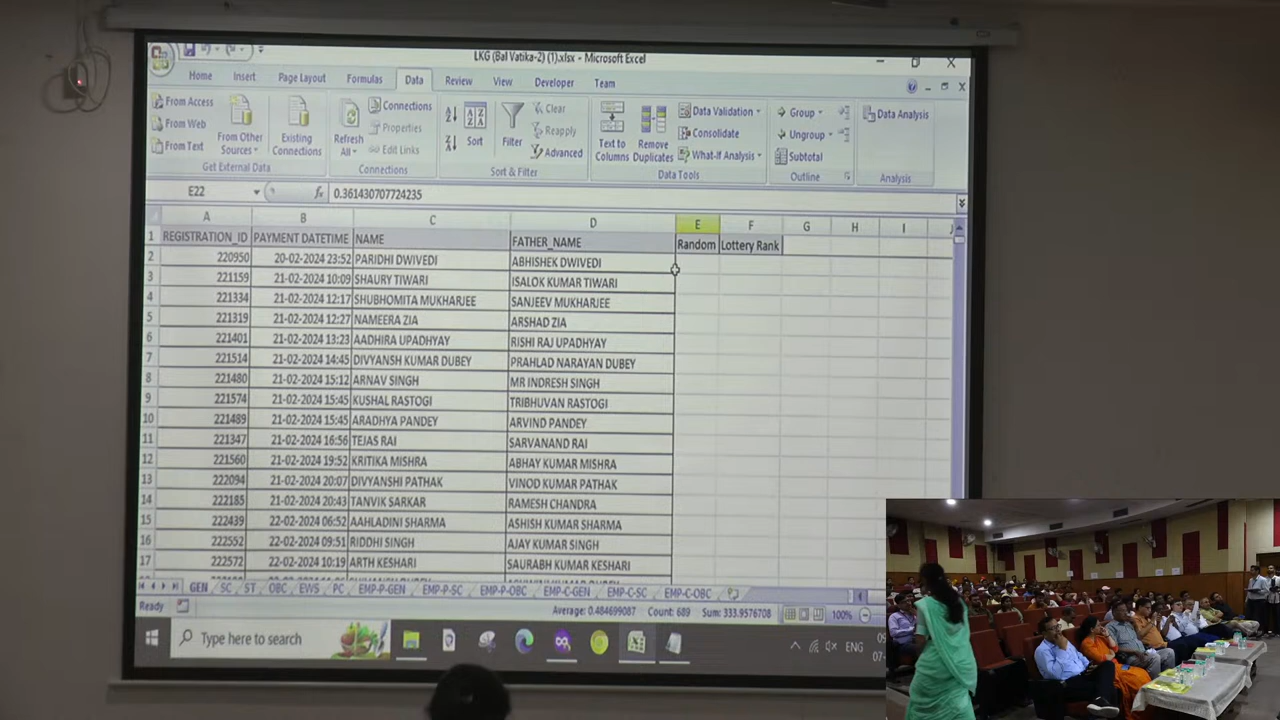 LKG (Bal Vatika-2) (1).xlsx - Microsoft Excel
Home Insert Page Layout Formulas Data Review View Developer Team
From Access
From Web
From Text
From Other Sources
Existing Connections
Get External Data
Refresh All
Connections
Properties
Edit Links
Connections
Sort
Filter
Clear
Reapply
Advanced
Sort & Filter
Text to Columns
Remove Duplicates
Data Validation
Consolidate
What-If Analysis
Data Tools
Group
Ungroup
Subtotal
Outline
Data Analysis
Analysis
E22 fx 0.361430707724235
A B C D E F G H I J
1 REGISTRATION_ID PAYMENT DATETIME NAME FATHER_NAME Random Lottery Rank
2 220950 20-02-2024 23:52 PARIDHI DWIVEDI ABHISHEK DWIVEDI
3 221159 21-02-2024 10:09 SHAURY TIWARI ISALOK KUMAR TIWARI
4 221334 21-02-2024 12:17 SHUBHOMITA MUKHARJEE SANJEEV MUKHARJEE
5 221319 21-02-2024 12:27 NAMEERA ZIA ARSHAD ZIA
6 221401 21-02-2024 13:23 AADHIRA UPADHYAY RISHI RAJ UPADHYAY
7 221514 21-02-2024 14:45 DIVYANSH KUMAR DUBEY PRAHLAD NARAYAN DUBEY
8 221480 21-02-2024 15:12 ARNAV SINGH MR INDRESH SINGH
9 221574 21-02-2024 15:45 KUSHAL RASTOGI TRIBHUVAN RASTOGI
10 221489 21-02-2024 15:45 ARADHYA PANDEY ARVIND PANDEY
11 221347 21-02-2024 16:56 TEJAS RAI SARVANAND RAI
12 221560 21-02-2024 19:52 KRITIKA MISHRA ABHAY KUMAR MISHRA
13 222094 21-02-2024 20:07 DIVYANSHI PATHAK VINOD KUMAR PATHAK
14 222185 21-02-2024 20:43 TANVIK SARKAR RAMESH CHANDRA
15 222439 22-02-2024 06:52 AAHLADINI SHARMA ASHISH KUMAR SHARMA
16 222552 22-02-2024 09:51 RIDDHI SINGH AJAY KUMAR SINGH
17 222572 22-02-2024 10:19 ARTH KESHARI SAURABH KUMAR KESHARI
GEN SC ST OBC EWS PC EMP-P-GEN EMP-P-SC EMP-P-OBC EMP-C-GEN EMP-C-SC EMP-C-OBC
Ready Average: 0.484699087 Count: 689 Sum: 333.9576708 100%
Type here to search ENG